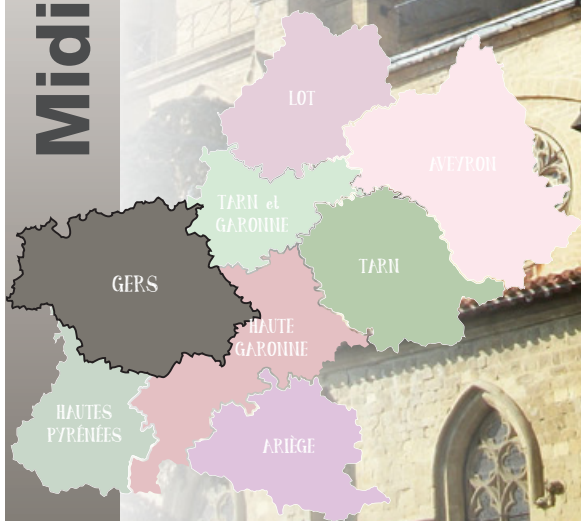 Midi
LOT
AVEYRON
TARN et
GARONNE
TARN
GERS
HAUTE
GARONNE
HAUTES
PYRÉNÉES
ARIÈGE